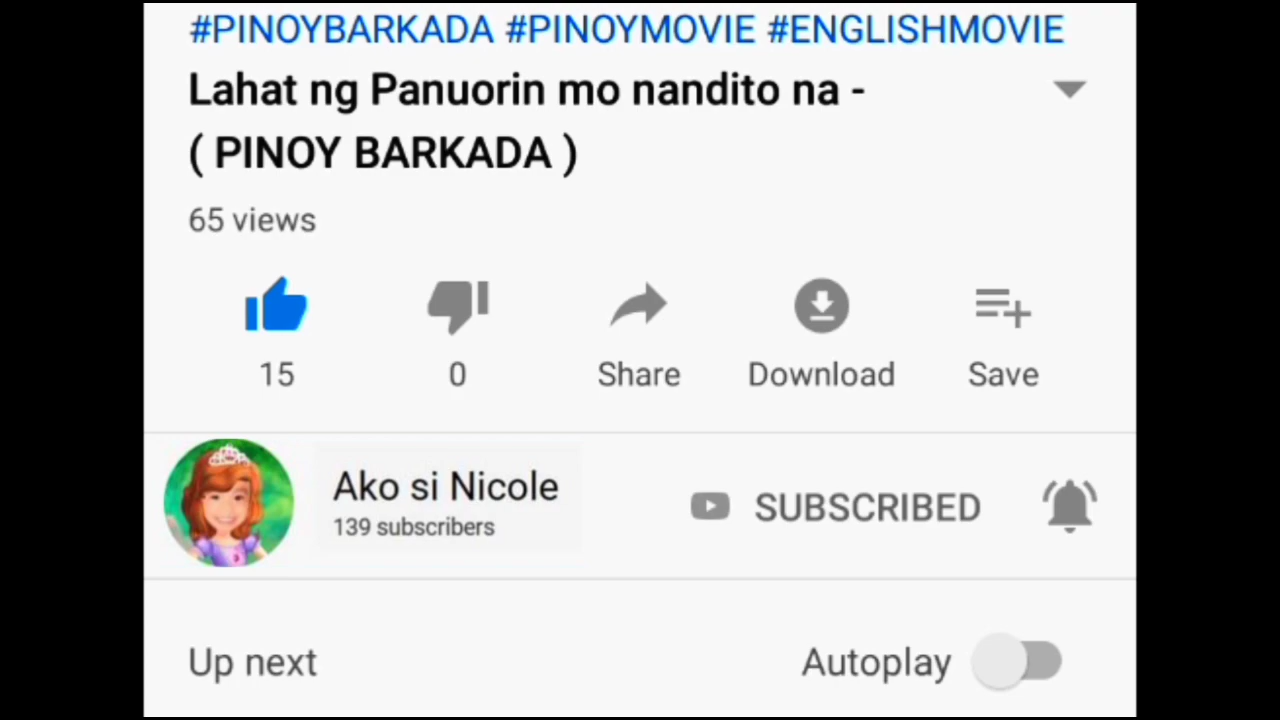 #PINOYBARKADA #PINOYMOVIE #ENGLISHMOVIE
Lahat ng Panuorin mo nandito na -
( PINOY BARKADA )
65 views
15 0 Share Download Save
Ako si Nicole
139 subscribers
SUBSCRIBED
Up next Autoplay